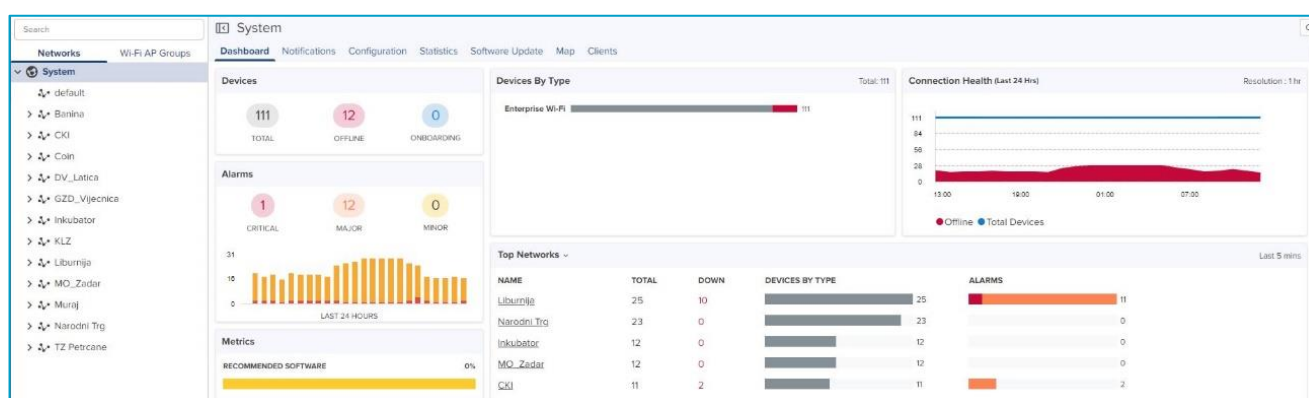 Search
Networks Wi-Fi AP Groups
System
default
Banina
CKI
Coin
DV_Latica
GZD_Vijecnica
Inkubator
KLZ
Liburnija
MO_Zadar
Muraj
Narodni Trg
TZ Petrcane
System
Dashboard Notifications Configuration Statistics Software Update Map Clients
Devices
111 12 0
TOTAL OFFLINE ONBOARDING
Alarms
1 12 0
CRITICAL MAJOR MINOR
31
16
0
LAST 24 HOURS
Metrics
RECOMMENDED SOFTWARE 0%
Devices By Type Total: 111
Enterprise Wi-Fi 111
Connection Health (Last 24 Hrs) Resolution : 1 hr
111
84
56
28
0
13:00 19:00 01:00 07:00
Offline Total Devices
Top Networks Last 5 mins
NAME TOTAL DOWN DEVICES BY TYPE ALARMS
Liburnija 25 10 25 11
Narodni Trg 23 0 23 0
Inkubator 12 0 12 0
MO_Zadar 12 0 12 0
CKI 11 2 11 2